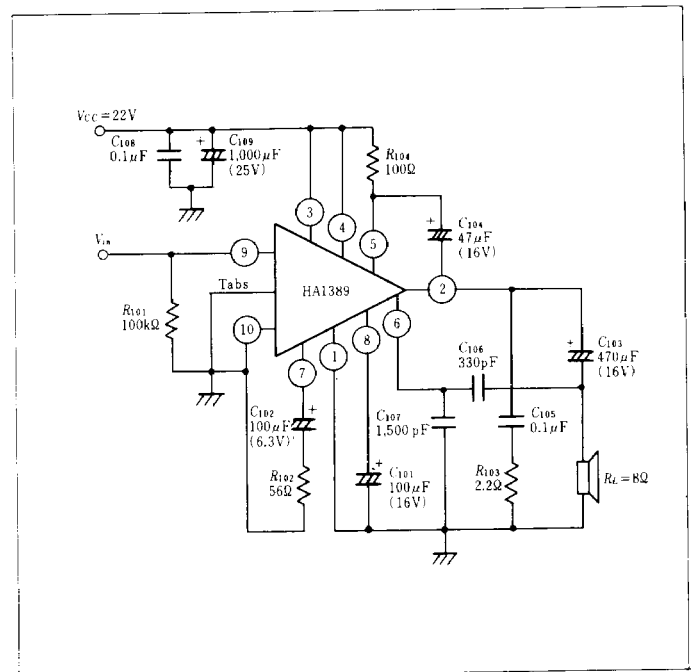 VCC=22V
C108
0.1μF
C109
1,000μF
(25V)
R104
100Ω
3
4
5
C104
47μF
(16V)
Vin
9
Tabs
HA1389
2
R101
100kΩ
10
7
1
8
6
C106
330pF
C103
470μF
(16V)
C102
100μF
(6.3V)
C107
1,500pF
C105
0.1μF
R102
56Ω
C101
100μF
(16V)
R103
2.2Ω
RL=8Ω